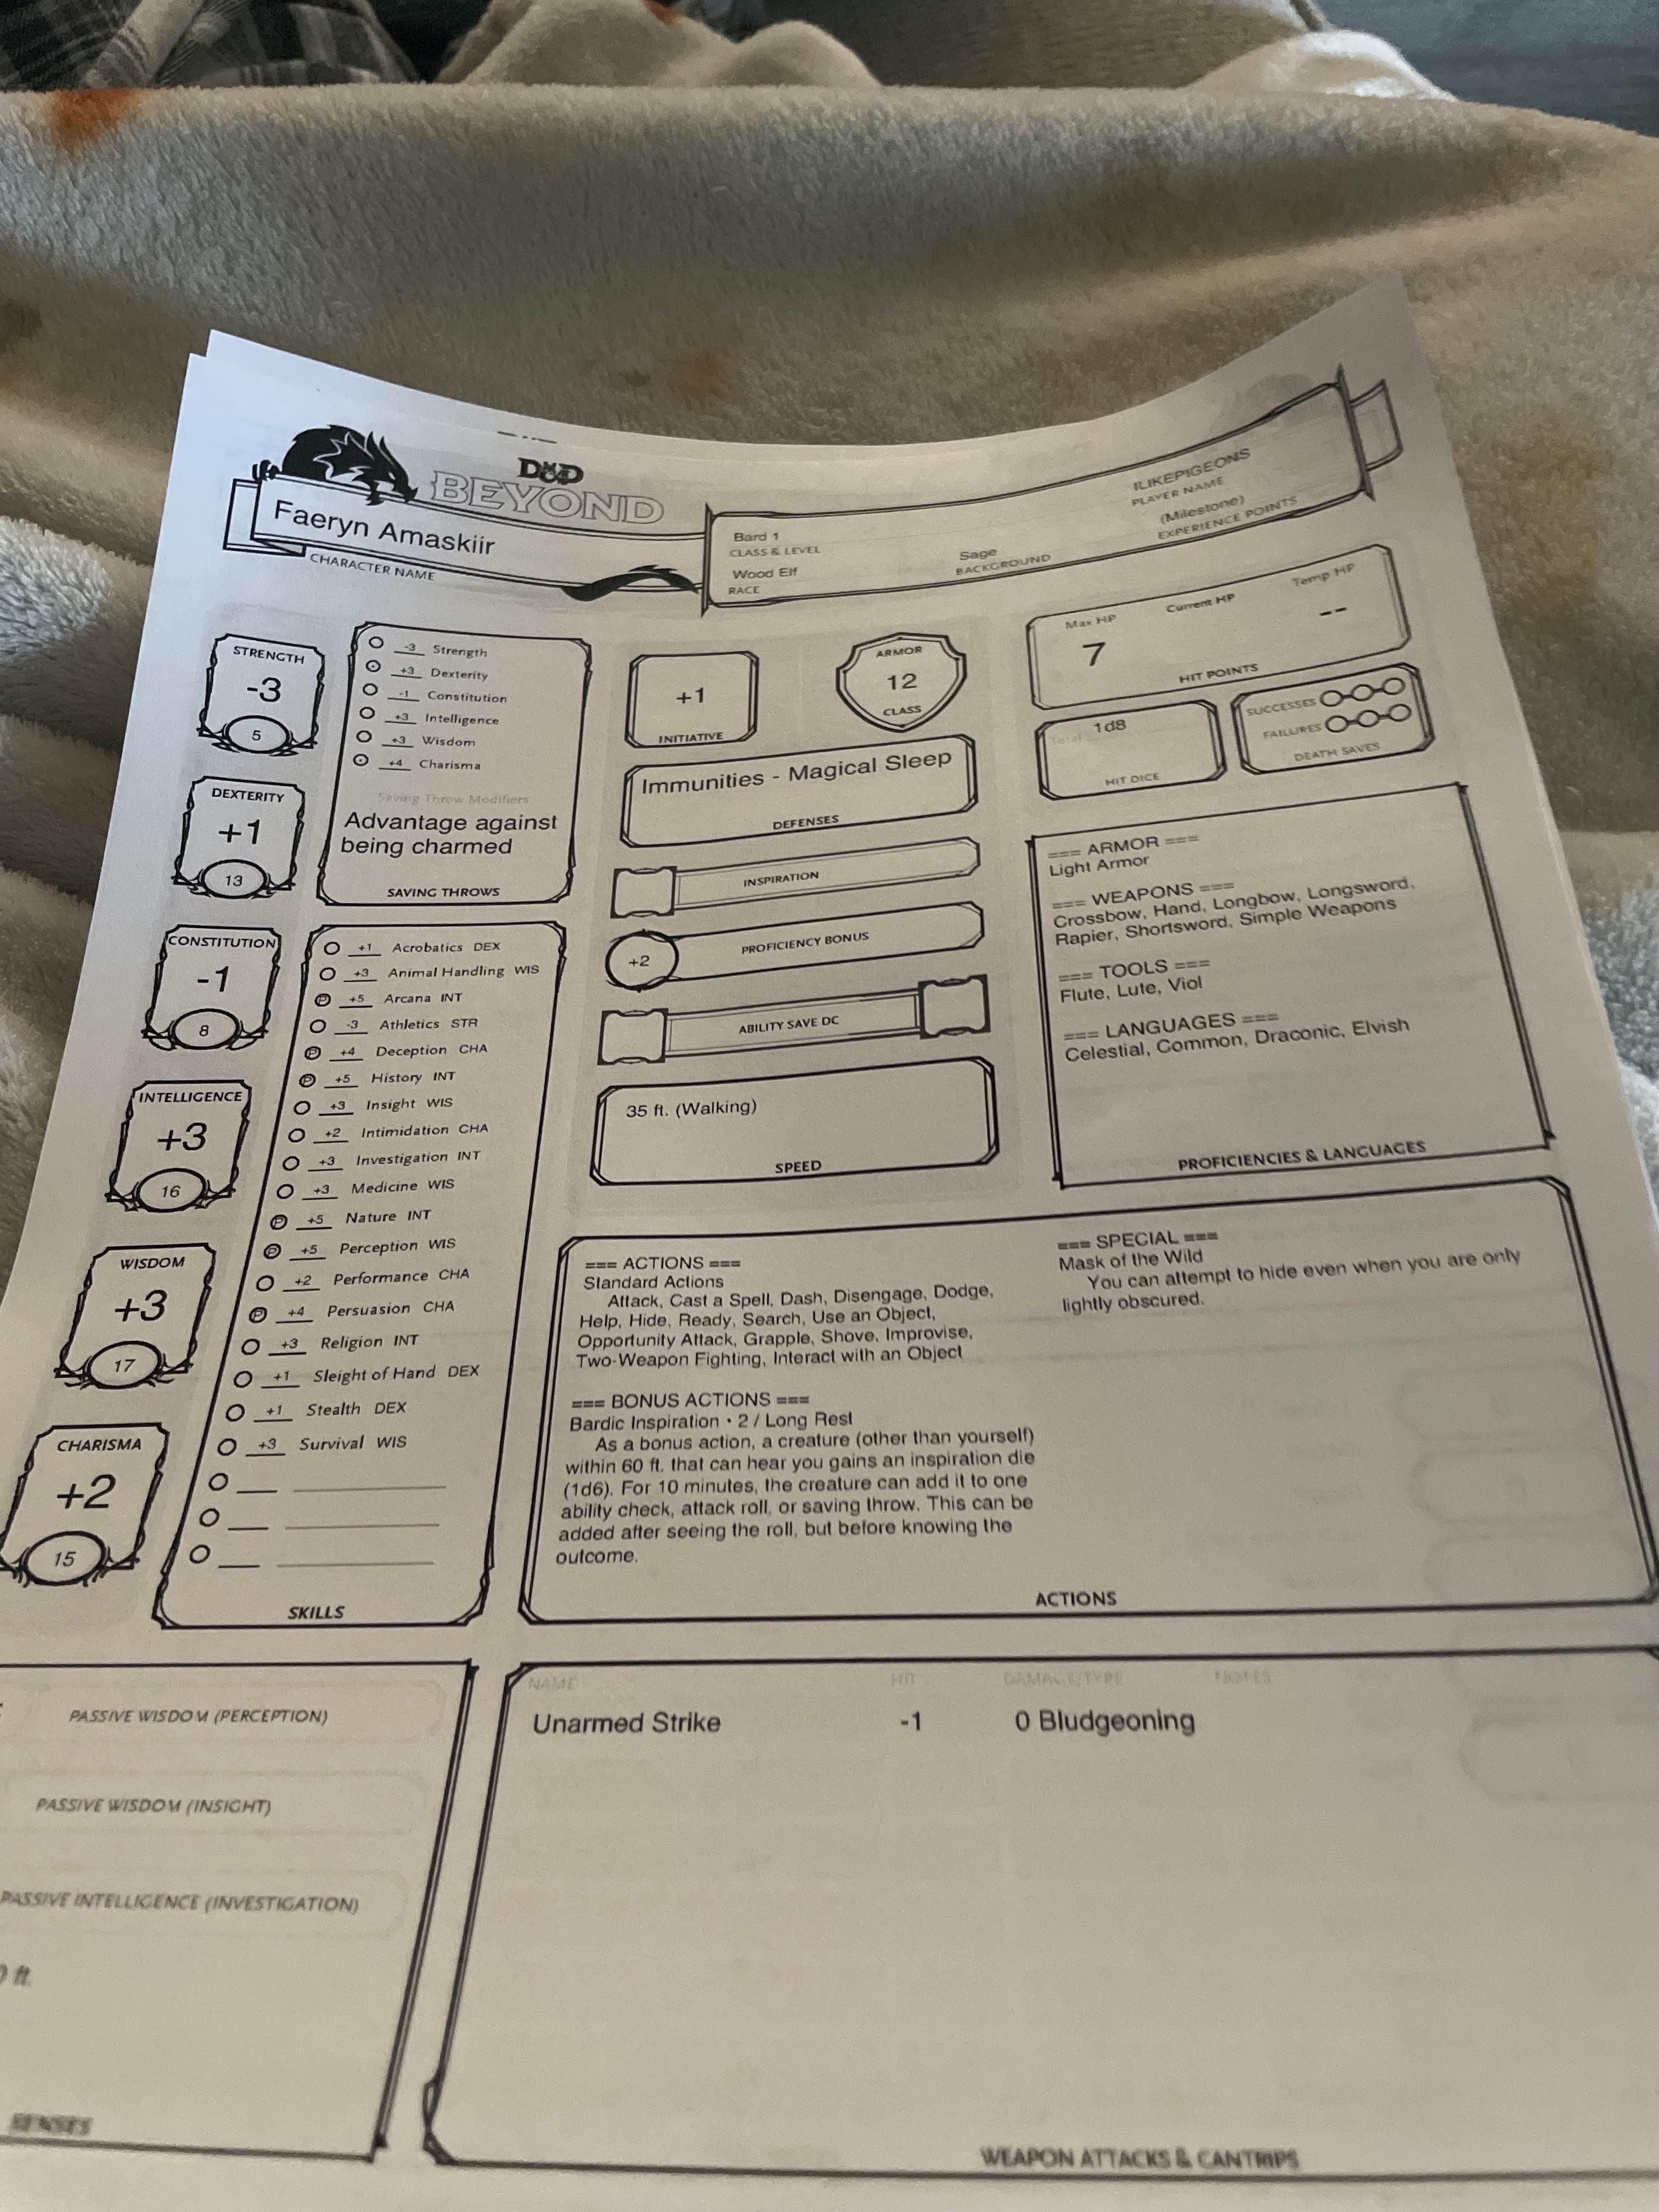 D&D
BEYOND
Faeryn Amaskiir
CHARACTER NAME
Bard 1
CLASS & LEVEL
Wood Elf
RACE
Sage
BACKGROUND
ILIKEPIGEONS
PLAYER NAME
(Milestone)
EXPERIENCE POINTS
STRENGTH
-3
5
DEXTERITY
+1
13
CONSTITUTION
-1
8
INTELLIGENCE
+3
16
WISDOM
+3
17
CHARISMA
+2
15
-3 Strength
+3 Dexterity
-1 Constitution
+3 Intelligence
+3 Wisdom
+4 Charisma
Saving Throw Modifiers
Advantage against
being charmed
SAVING THROWS
+1 Acrobatics DEX
+3 Animal Handling WIS
P +5 Arcana INT
-3 Athletics STR
P +4 Deception CHA
P +5 History INT
+3 Insight WIS
+2 Intimidation CHA
+3 Investigation INT
+3 Medicine WIS
P +5 Nature INT
P +5 Perception WIS
+2 Performance CHA
P +4 Persuasion CHA
+3 Religion INT
+1 Sleight of Hand DEX
+1 Stealth DEX
+3 Survival WIS
SKILLS
+1
INITIATIVE
ARMOR
12
CLASS
Immunities - Magical Sleep
DEFENSES
INSPIRATION
+2
PROFICIENCY BONUS
ABILITY SAVE DC
35 ft. (Walking)
SPEED
Max HP
7
Current HP
Temp HP
--
HIT POINTS
Total
1d8
HIT DICE
SUCCESSES
FAILURES
DEATH SAVES
=== ARMOR ===
Light Armor
=== WEAPONS ===
Crossbow, Hand, Longbow, Longsword,
Rapier, Shortsword, Simple Weapons
=== TOOLS ===
Flute, Lute, Viol
=== LANGUAGES ===
Celestial, Common, Draconic, Elvish
PROFICIENCIES & LANGUAGES
=== ACTIONS ===
Standard Actions
Attack, Cast a Spell, Dash, Disengage, Dodge,
Help, Hide, Ready, Search, Use an Object,
Opportunity Attack, Grapple, Shove, Improvise,
Two-Weapon Fighting, Interact with an Object
=== BONUS ACTIONS ===
Bardic Inspiration • 2 / Long Rest
As a bonus action, a creature (other than yourself)
within 60 ft. that can hear you gains an inspiration die
(1d6). For 10 minutes, the creature can add it to one
ability check, attack roll, or saving throw. This can be
added after seeing the roll, but before knowing the
outcome.
=== SPECIAL ===
Mask of the Wild
You can attempt to hide even when you are only
lightly obscured.
ACTIONS
PASSIVE WISDOM (PERCEPTION)
PASSIVE WISDOM (INSIGHT)
PASSIVE INTELLIGENCE (INVESTIGATION)
ft.
SENSES
NAME HIT DAMAGE/TYPE NOTES
Unarmed Strike -1 0 Bludgeoning
WEAPON ATTACKS & CANTRIPS